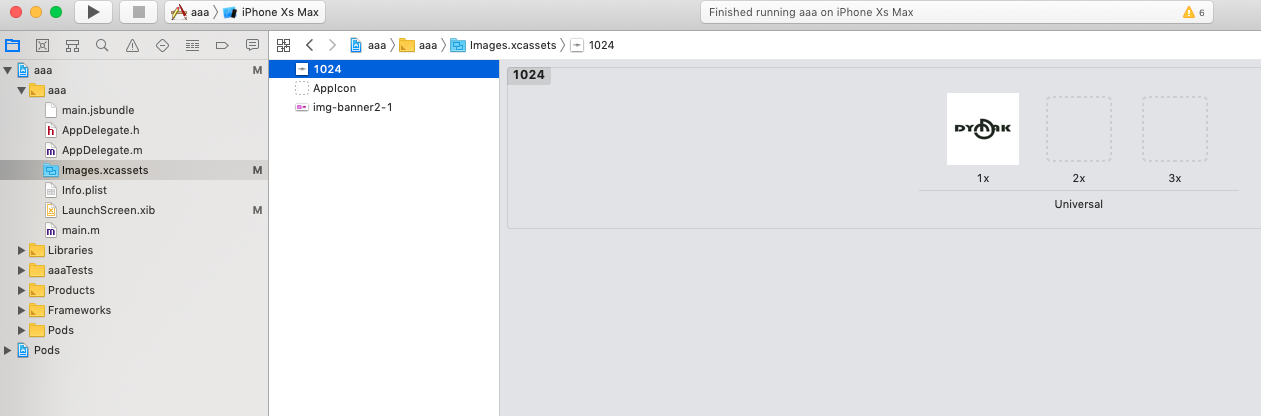 aaa 〉 iPhone Xs Max
Finished running aaa on iPhone Xs Max
6
aaa 〉 aaa 〉 Images.xcassets 〉 1024
aaa M
aaa
main.jsbundle
h AppDelegate.h
m AppDelegate.m
Images.xcassets M
Info.plist
LaunchScreen.xib M
m main.m
Libraries
aaaTests
Products
Frameworks
Pods
Pods
1024
AppIcon
img-banner2-1
1024
DYMAK
1x 2x 3x
Universal